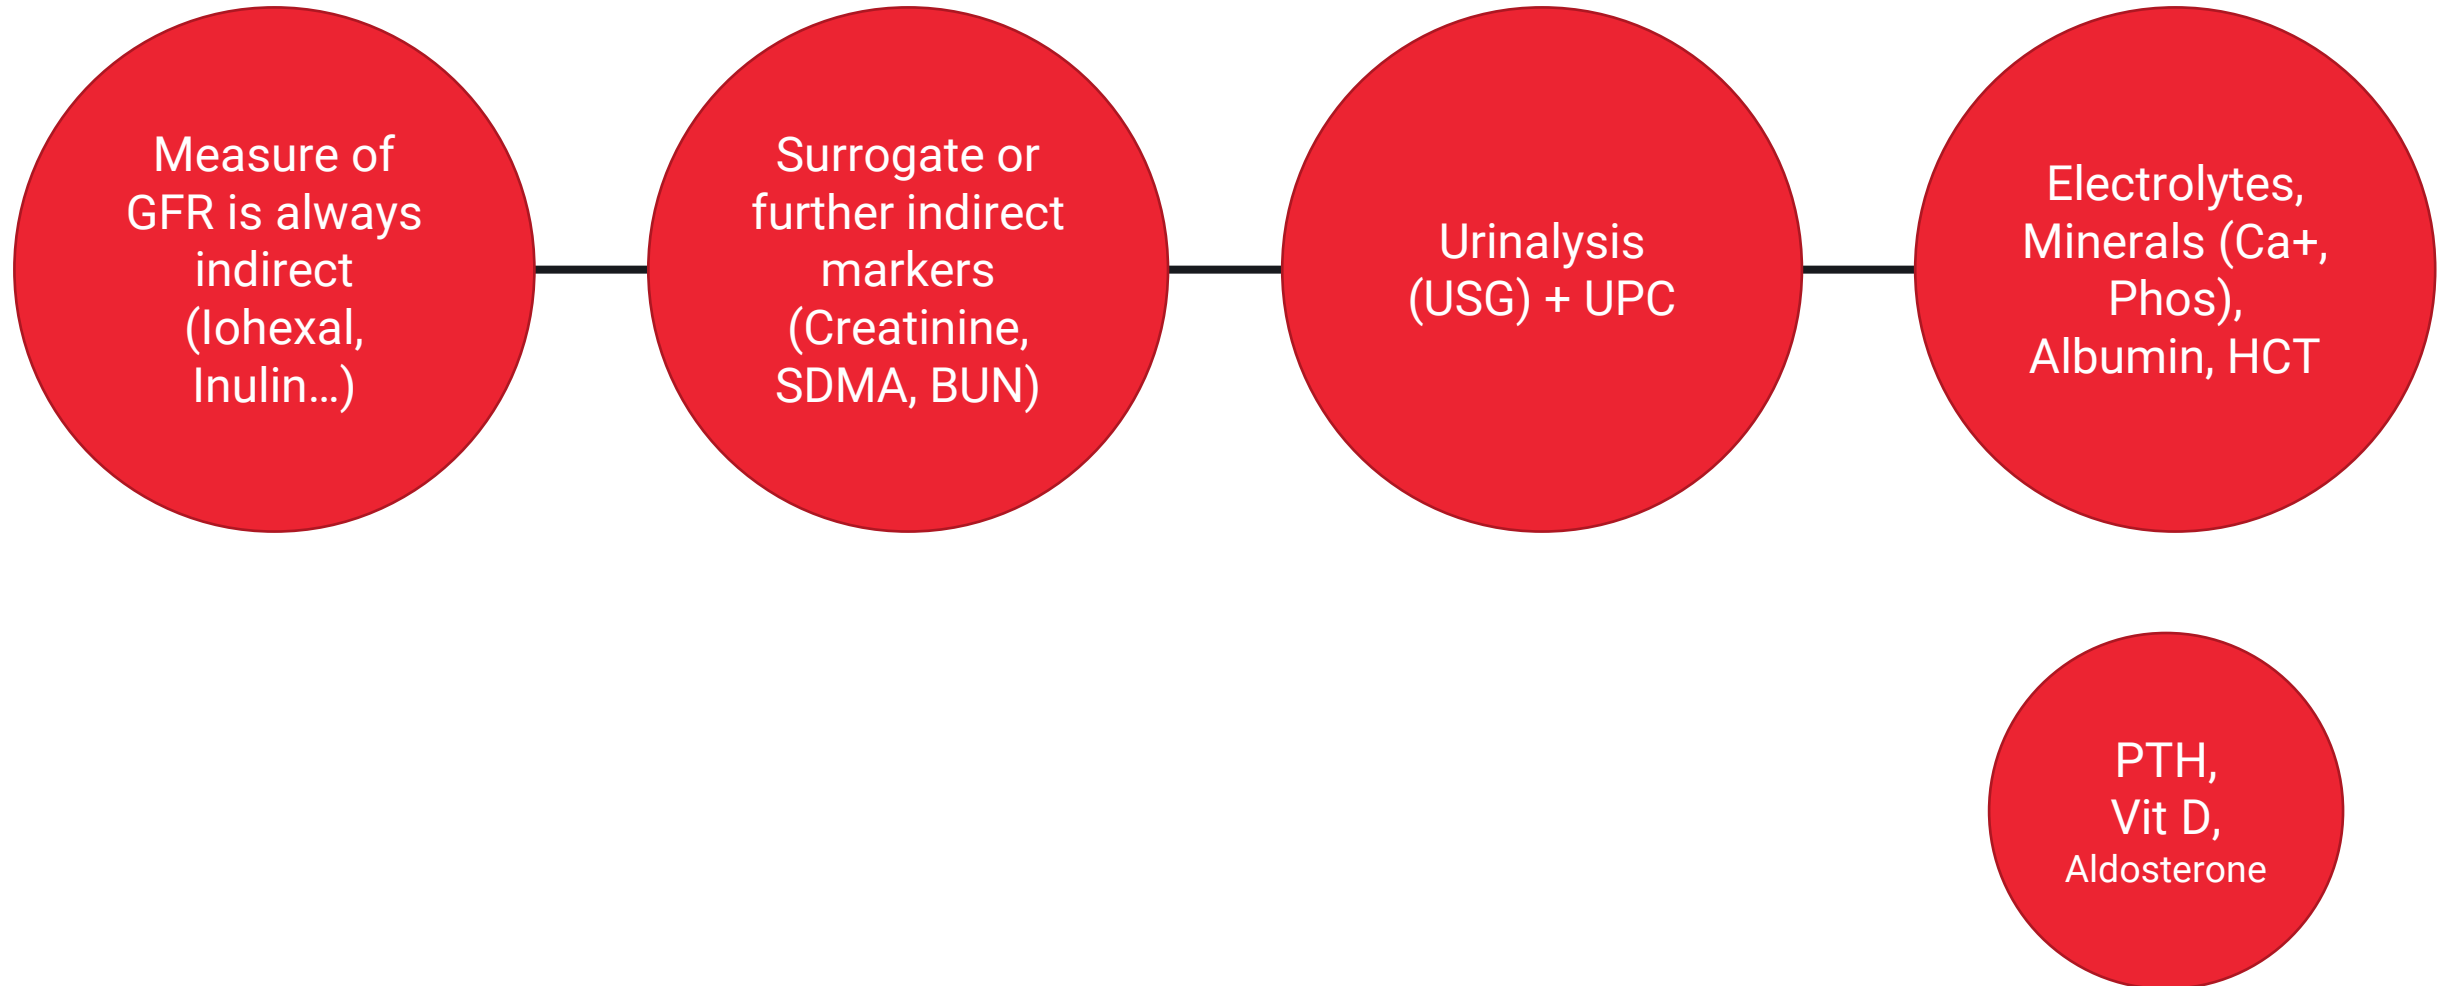 Measure of
GFR is always
indirect
(Iohexal,
Inulin…)
Surrogate or
further indirect
markers
(Creatinine,
SDMA, BUN)
Urinalysis
(USG) + UPC
Electrolytes,
Minerals (Ca+,
Phos),
Albumin, HCT
PTH,
Vit D,
Aldosterone